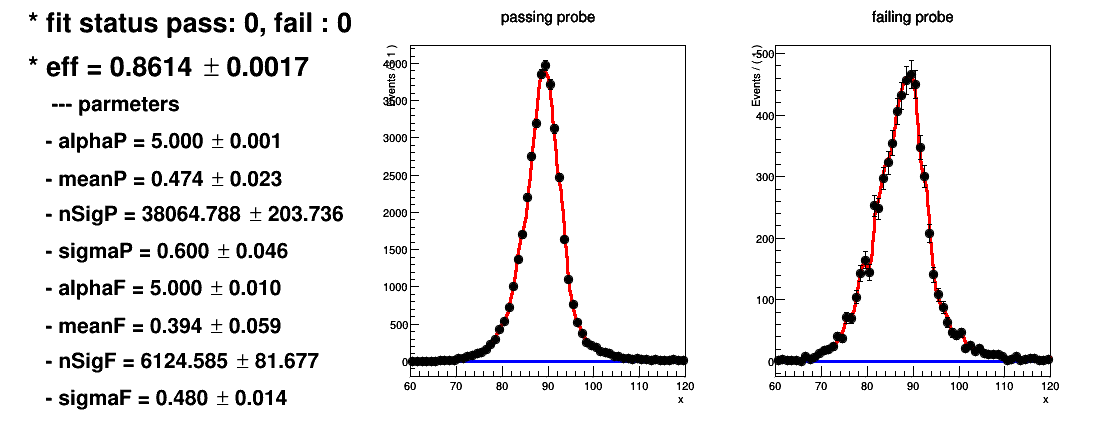 * fit status pass: 0, fail : 0
* eff = 0.8614 ± 0.0017
--- parmeters
- alphaP = 5.000 ± 0.001
- meanP = 0.474 ± 0.023
- nSigP = 38064.788 ± 203.736
- sigmaP = 0.600 ± 0.046
- alphaF = 5.000 ± 0.010
- meanF = 0.394 ± 0.059
- nSigF = 6124.585 ± 81.677
- sigmaF = 0.480 ± 0.014
passing probe
Events / ( 1 )
4000
3500
3000
2500
2000
1500
1000
500
0
60 70 80 90 100 110 120
x
failing probe
Events / ( 1 )
500
400
300
200
100
0
60 70 80 90 100 110 120
x